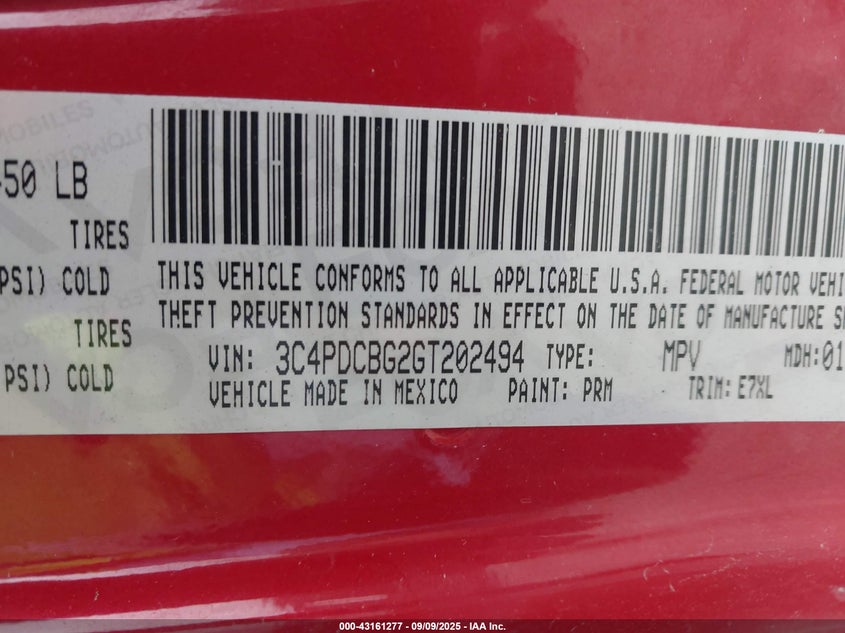 50 LB
TIRES
PSI) COLD
TIRES
PSI) COLD
THIS VEHICLE CONFORMS TO ALL APPLICABLE U.S.A. FEDERAL MOTOR VEHI
THEFT PREVENTION STANDARDS IN EFFECT ON THE DATE OF MANUFACTURE S
VIN: 3C4PDCBG2GT202494 TYPE: MPV MDH: 01
VEHICLE MADE IN MEXICO PAINT: PRM TRIM: E7XL
000-43161277 - 09/09/2025 - IAA Inc.